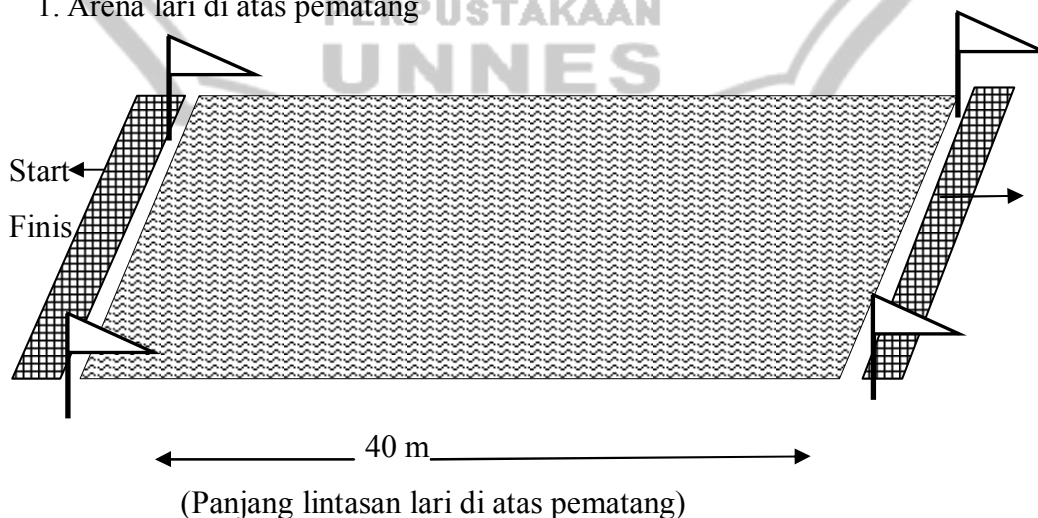 1. Arena lari di atas pematang
PERPUSTAKAAN
UNNES
Start
Finis
40 m
(Panjang lintasan lari di atas pematang)